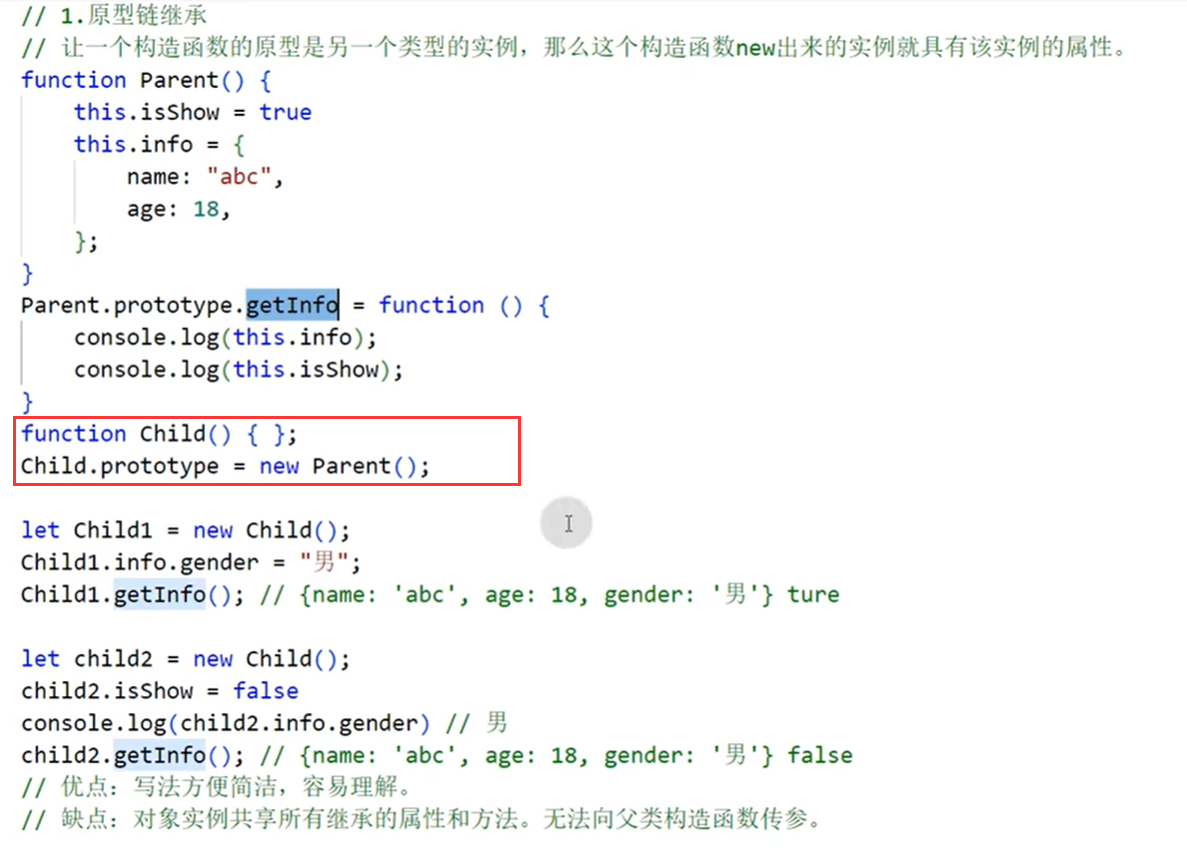 // 1.原型链继承
// 让一个构造函数的原型是另一个类型的实例，那么这个构造函数new出来的实例就具有该实例的属性。
function Parent() {
    this.isShow = true
    this.info = {
        name: "abc",
        age: 18,
    };
}
Parent.prototype.getInfo = function () {
    console.log(this.info);
    console.log(this.isShow);
}
function Child() { };
Child.prototype = new Parent();
let Child1 = new Child();
Child1.info.gender = "男";
Child1.getInfo(); // {name: 'abc', age: 18, gender: '男'} ture
let child2 = new Child();
child2.isShow = false
console.log(child2.info.gender) // 男
child2.getInfo(); // {name: 'abc', age: 18, gender: '男'} false
// 优点：写法方便简洁，容易理解。
// 缺点：对象实例共享所有继承的属性和方法。无法向父类构造函数传参。